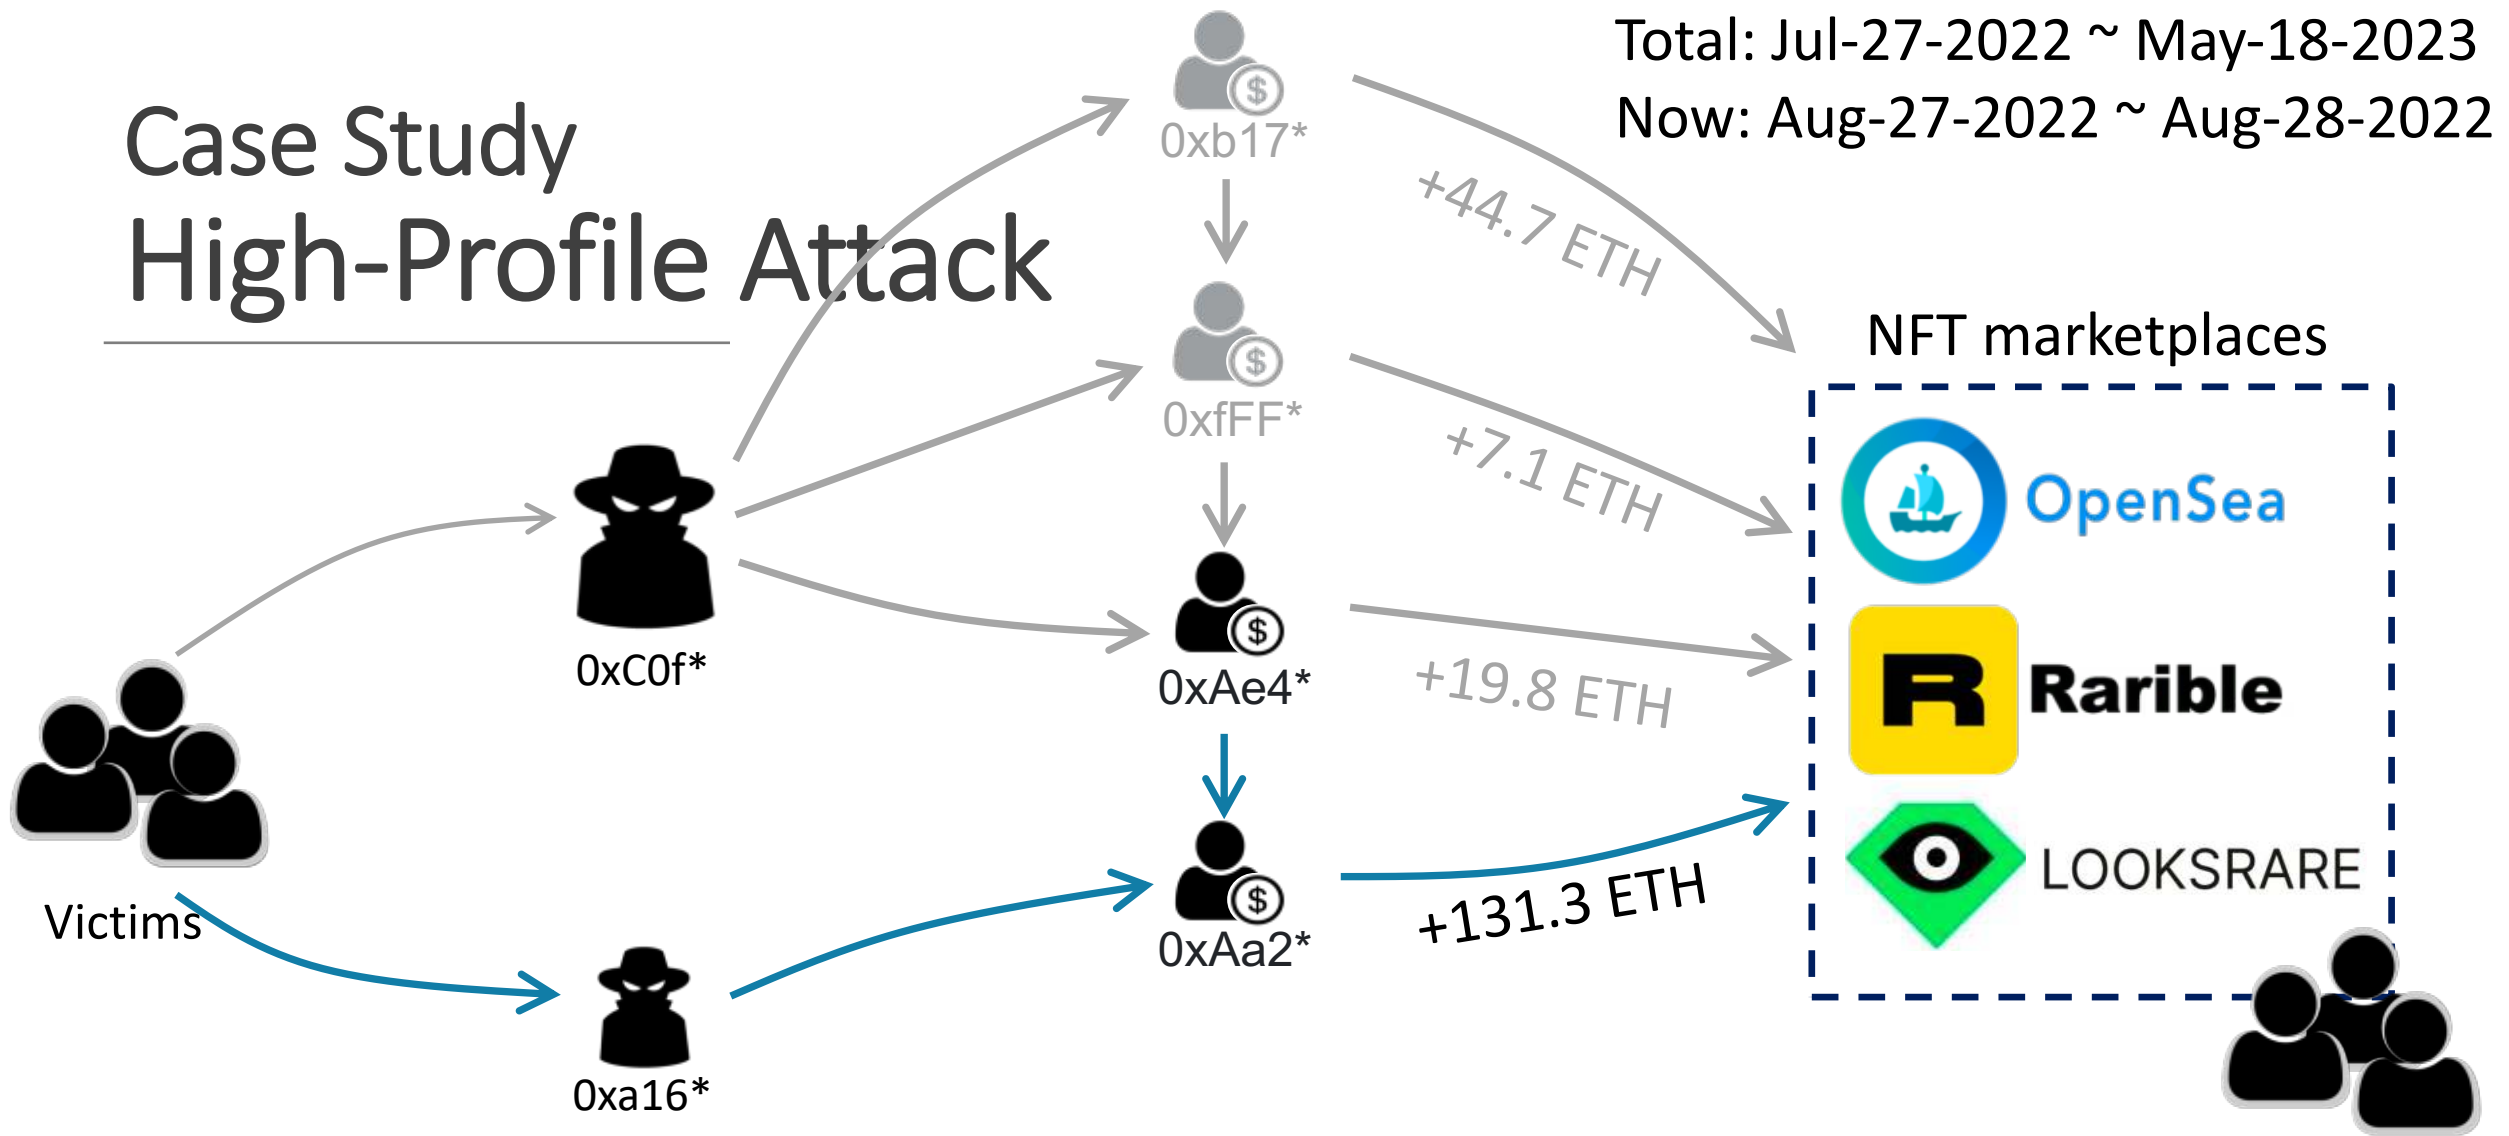 Total: Jul-27-2022 ~ May-18-2023
Now: Aug-27-2022 ~ Aug-28-2022
Case Study
High-Profile Attack
$
0xb17*
+44.7 ETH
$
0xfFF*
+7.1 ETH
NFT marketplaces
OpenSea
0xC0f*
$
0xAe4*
+19.8 ETH
R Rarible
Victims
$
0xAa2*
+131.3 ETH
LOOKSRARE
0xa16*